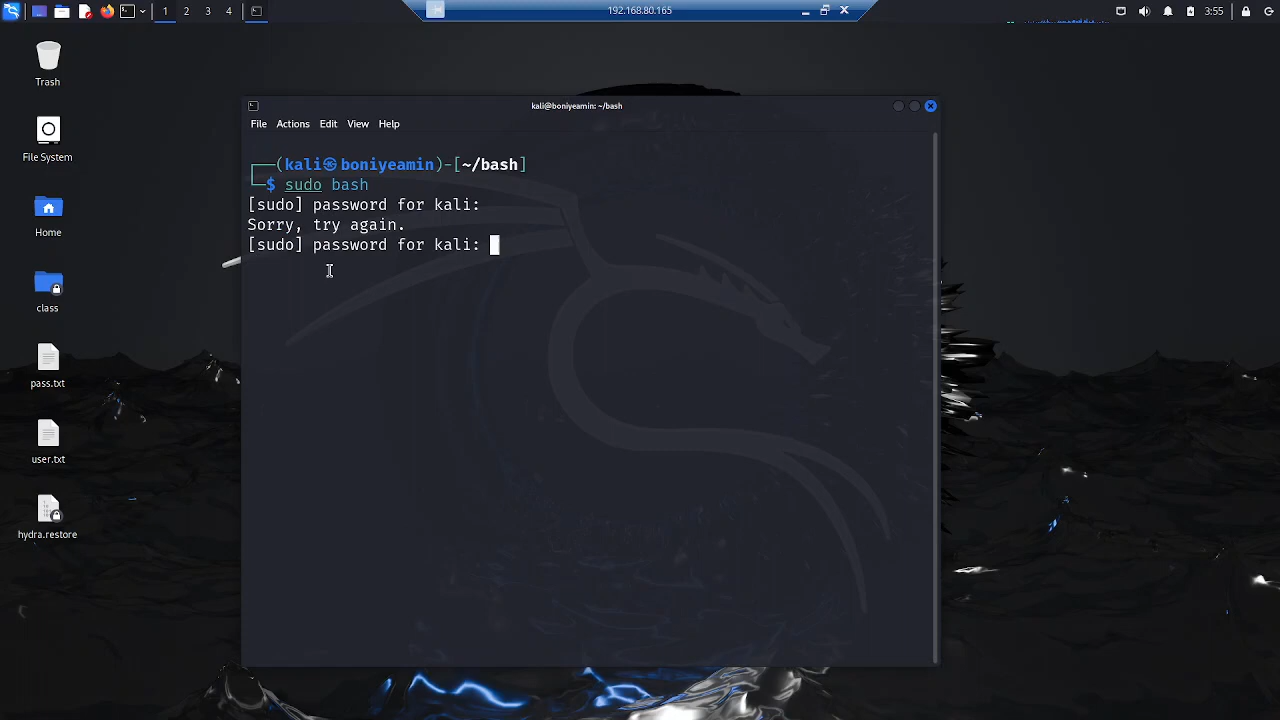 1 2 3 4
192.168.80.165
3:55
Trash
File System
Home
class
pass.txt
user.txt
hydra.restore
kali@boniyeamin: ~/bash
File Actions Edit View Help
┌──(kali㉿boniyeamin)-[~/bash]
└─$ sudo bash
[sudo] password for kali:
Sorry, try again.
[sudo] password for kali: